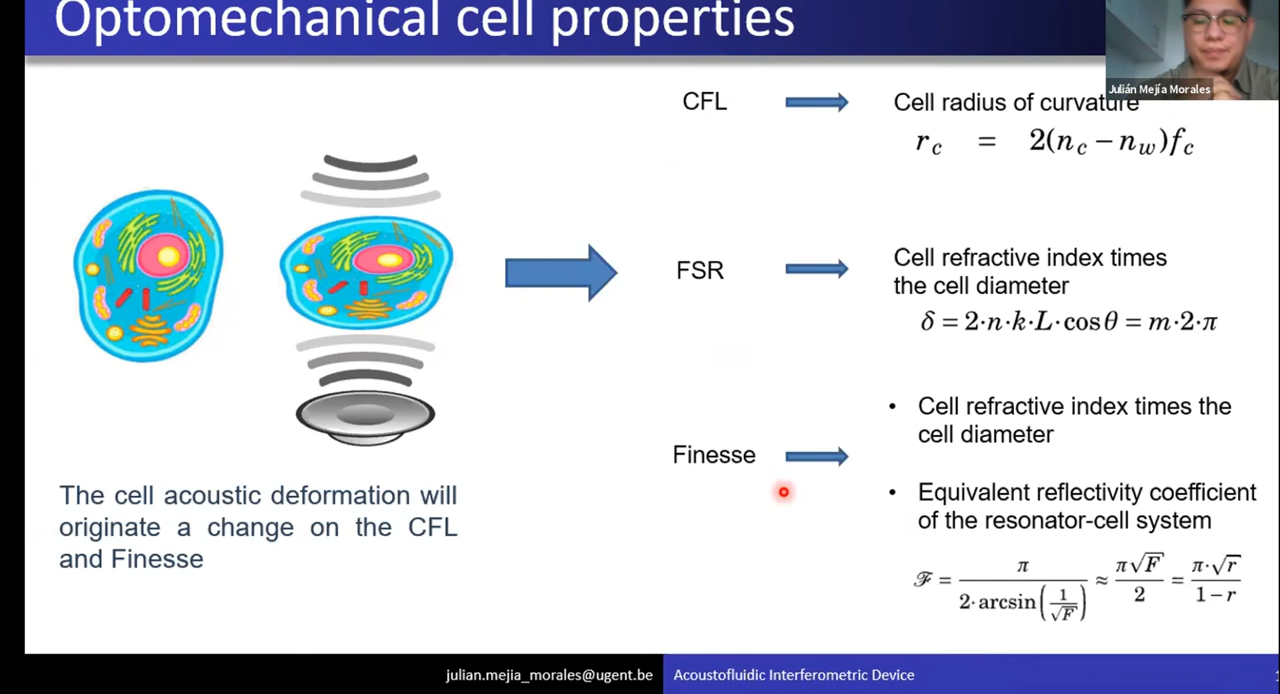 Optomechanical cell properties
Julián Mejía Morales
CFL
Cell radius of curvature
r_c = 2(n_c − n_w)f_c
FSR
Cell refractive index times
the cell diameter
δ = 2·n·k·L·cosθ = m·2·π
Finesse
• Cell refractive index times the
cell diameter
• Equivalent reflectivity coefficient
of the resonator-cell system
ℱ = π / (2·arcsin(1/√F)) ≈ π√F / 2 = π·√r / (1−r)
The cell acoustic deformation will
originate a change on the CFL
and Finesse
julian.mejia_morales@ugent.be
Acoustofluidic Interferometric Device